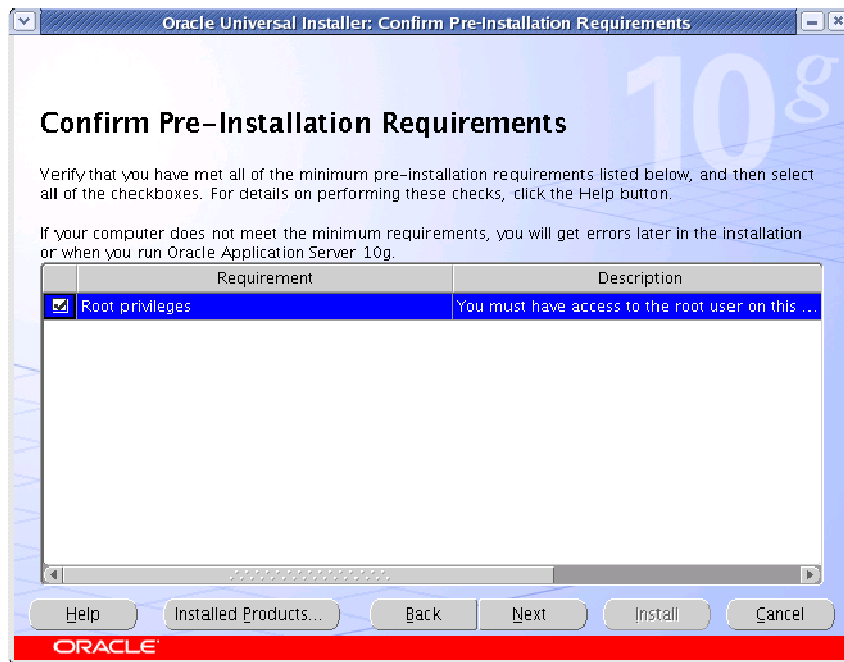 Oracle Universal Installer: Confirm Pre-Installation Requirements
10g
Confirm Pre-Installation Requirements
Verify that you have met all of the minimum pre-installation requirements listed below, and then select
all of the checkboxes. For details on performing these checks, click the Help button.
If your computer does not meet the minimum requirements, you will get errors later in the installation
or when you run Oracle Application Server 10g.
Requirement Description
Root privileges You must have access to the root user on this ...
Help Installed Products... Back Next Install Cancel
ORACLE